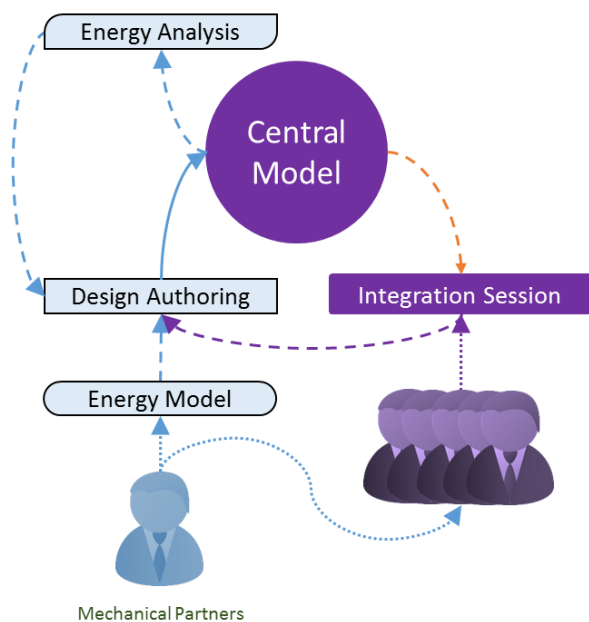 Energy Analysis
Central
Model
Design Authoring
Integration Session
Energy Model
Mechanical Partners